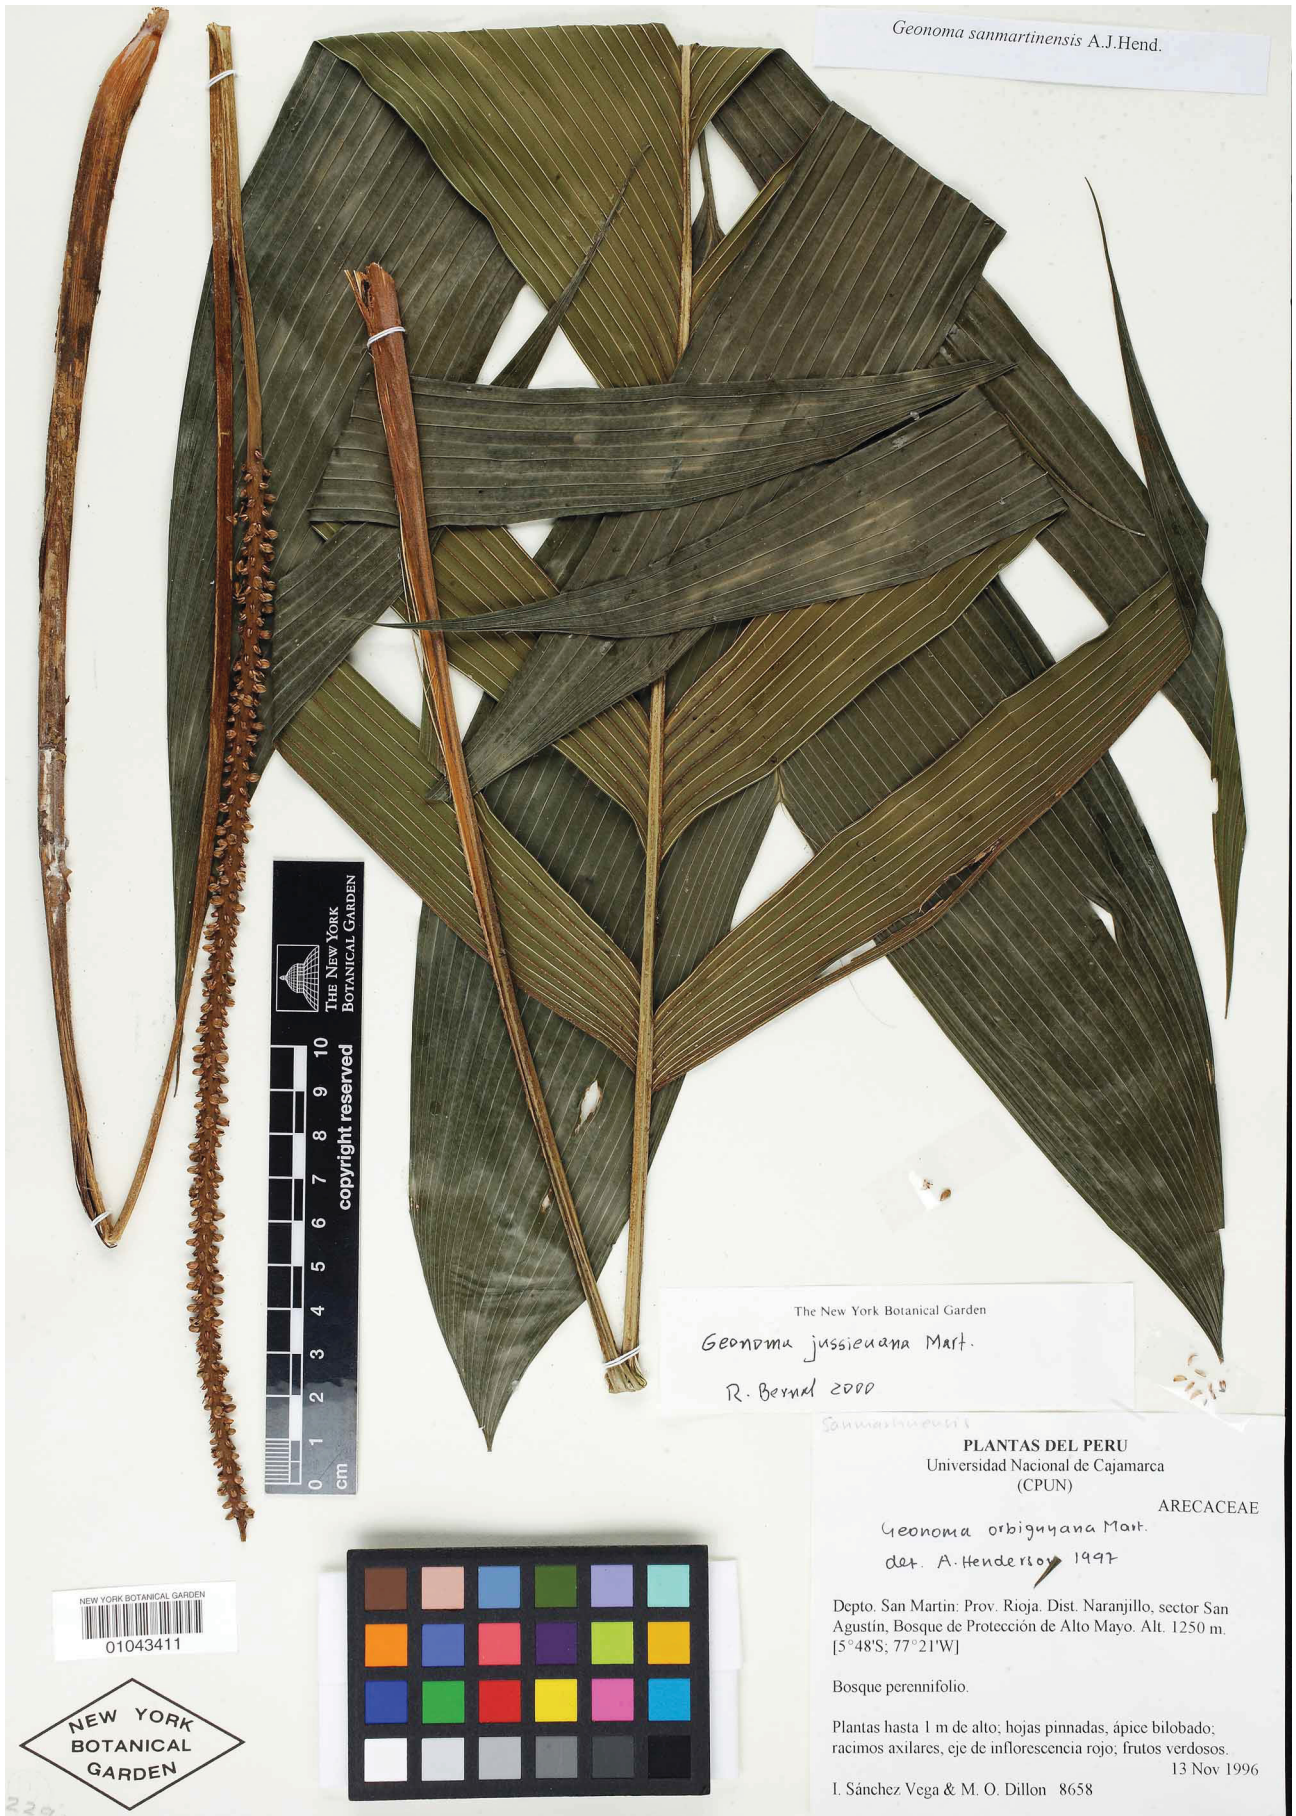 Geonoma sanmartinensis A.J.Hend.
THE NEW YORK
BOTANICAL GARDEN
copyright reserved
10
9
8
7
6
5
4
3
2
1
0
cm
The New York Botanical Garden
Geonoma jussieuana Mart.
R. Bernal 2000
Sanmartinensis
PLANTAS DEL PERU
Universidad Nacional de Cajamarca
(CPUN)
ARECACEAE
Geonoma orbignyana Mart.
det. A. Henderson 1997
Depto. San Martin: Prov. Rioja. Dist. Naranjillo, sector San
Agustín, Bosque de Protección de Alto Mayo. Alt. 1250 m.
[5°48'S; 77°21'W]
Bosque perennifolio.
Plantas hasta 1 m de alto; hojas pinnadas, ápice bilobado;
racimos axilares, eje de inflorescencia rojo; frutos verdosos.
13 Nov 1996
I. Sánchez Vega & M. O. Dillon 8658
NEW YORK BOTANICAL GARDEN
01043411
NEW YORK
BOTANICAL
GARDEN